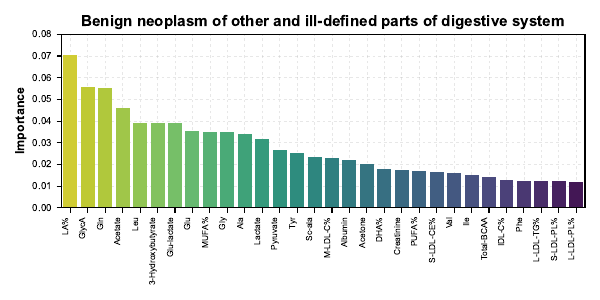 Benign neoplasm of other and ill-defined parts of digestive system
Importance
0.08
0.07
0.06
0.05
0.04
0.03
0.02
0.01
0.00
LA%
GlycA
Gln
Acetate
Leu
3-Hydroxybutyrate
Glu-lactate
Glu
MUFA%
Gly
Ala
Lactate
Pyruvate
Tyr
Sc-ala
M-LDL-C%
Albumin
Acetone
DHA%
Creatinine
PUFA%
S-LDL-CE%
Val
Ile
Total-BCAA
IDL-C%
Phe
L-LDL-TG%
S-LDL-PL%
L-LDL-PL%